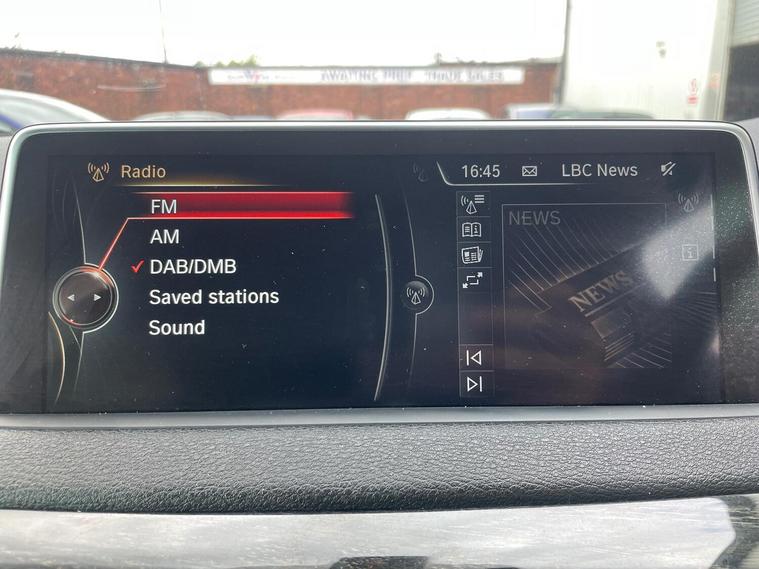 AWAITING PREP TRADE SALES
Radio
16:45 LBC News
FM
AM
DAB/DMB
Saved stations
Sound
NEWS
NEWS